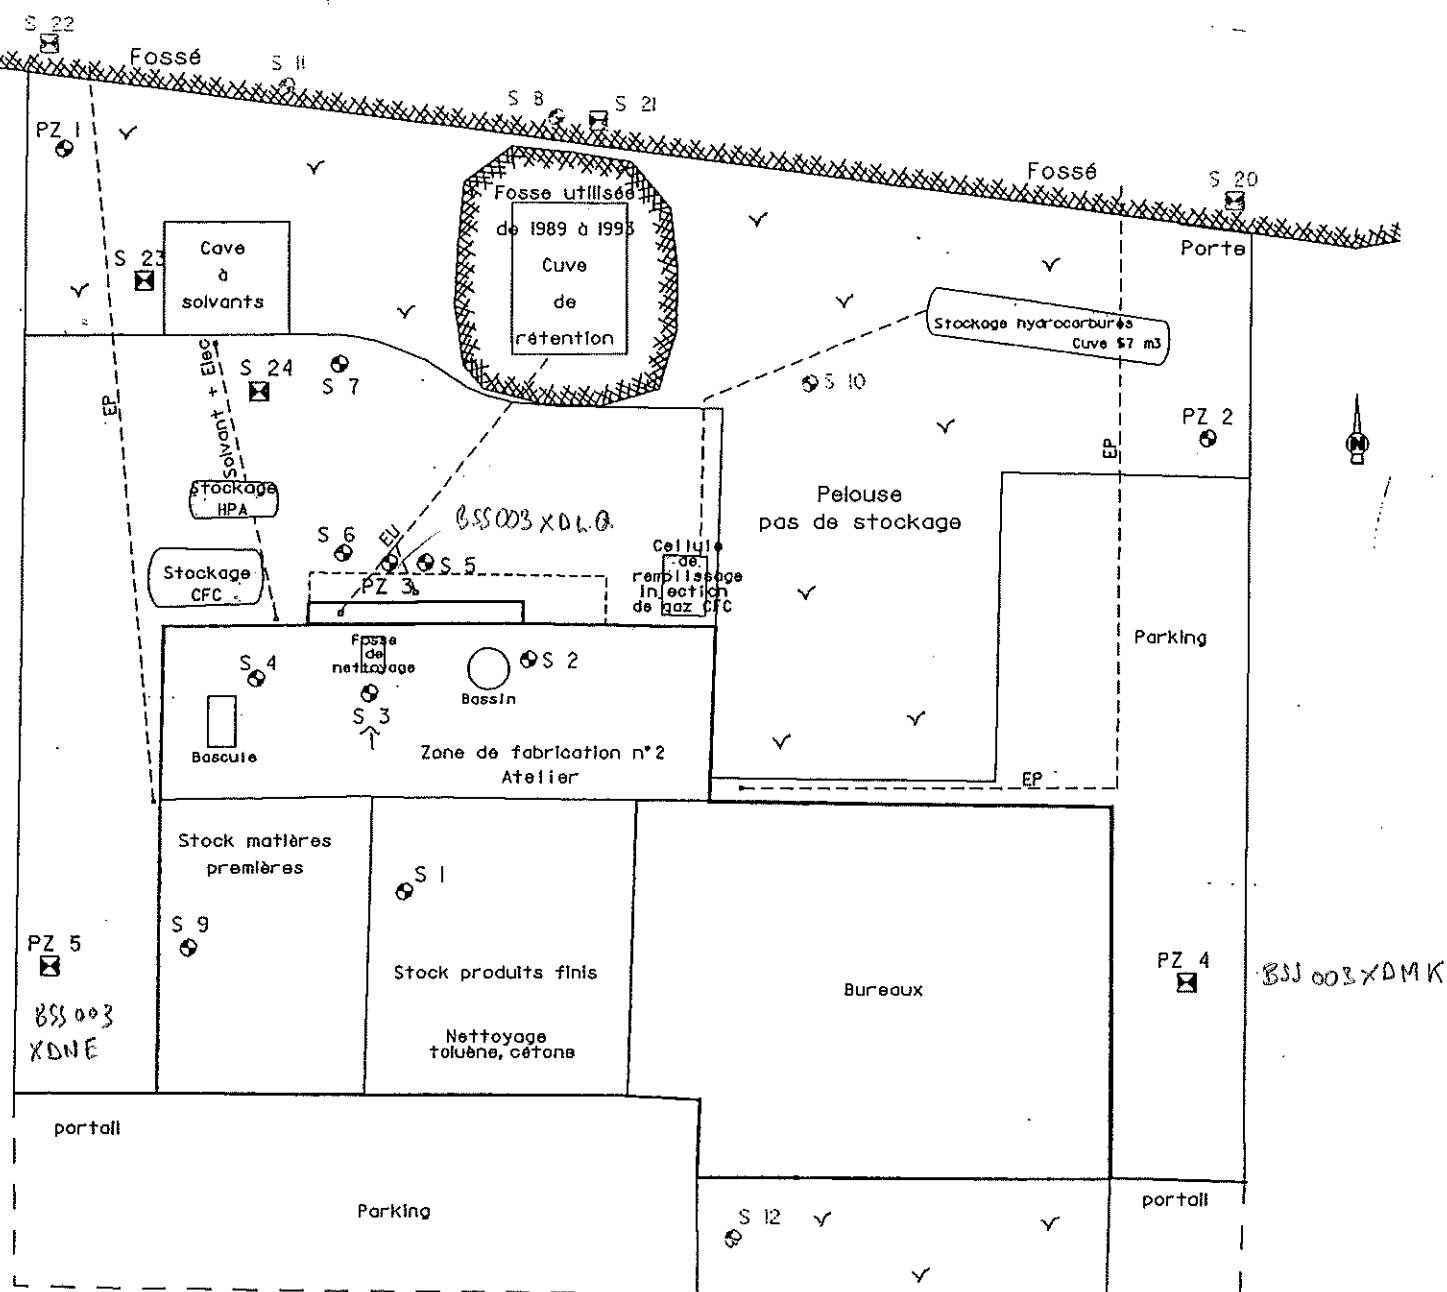 S 22
Fossé
S 11
S 8
S 21
PZ 1
Fossé
S 20
Fosse utilisée
de 1989 à 1993
Cuve
de
rétention
Porte
S 23
Cave
à
solvants
Stockage hydrocarbures
Cuve 57 m3
S 24
S 7
S 10
EP
Solvant + Elec
PZ 2
EP
N
Stockage
HPA
Pelouse
pas de stockage
BSS003XDLQ
S 6
EU
S 5
PZ 3
Stockage
CFC
Cellul
de
remplissage
injection
de gaz CFC
Parking
Fosse
de
nettoyage
S 4
S 2
Bassin
S 3
Bascule
Zone de fabrication n°2
Atelier
EP
Stock matières
premières
S 1
S 9
PZ 5
BSS003
XDNE
Stock produits finis
Bureaux
PZ 4
BSS003XDMK
Nettoyage
toluène, cétone
portail
Parking
S 12
portail